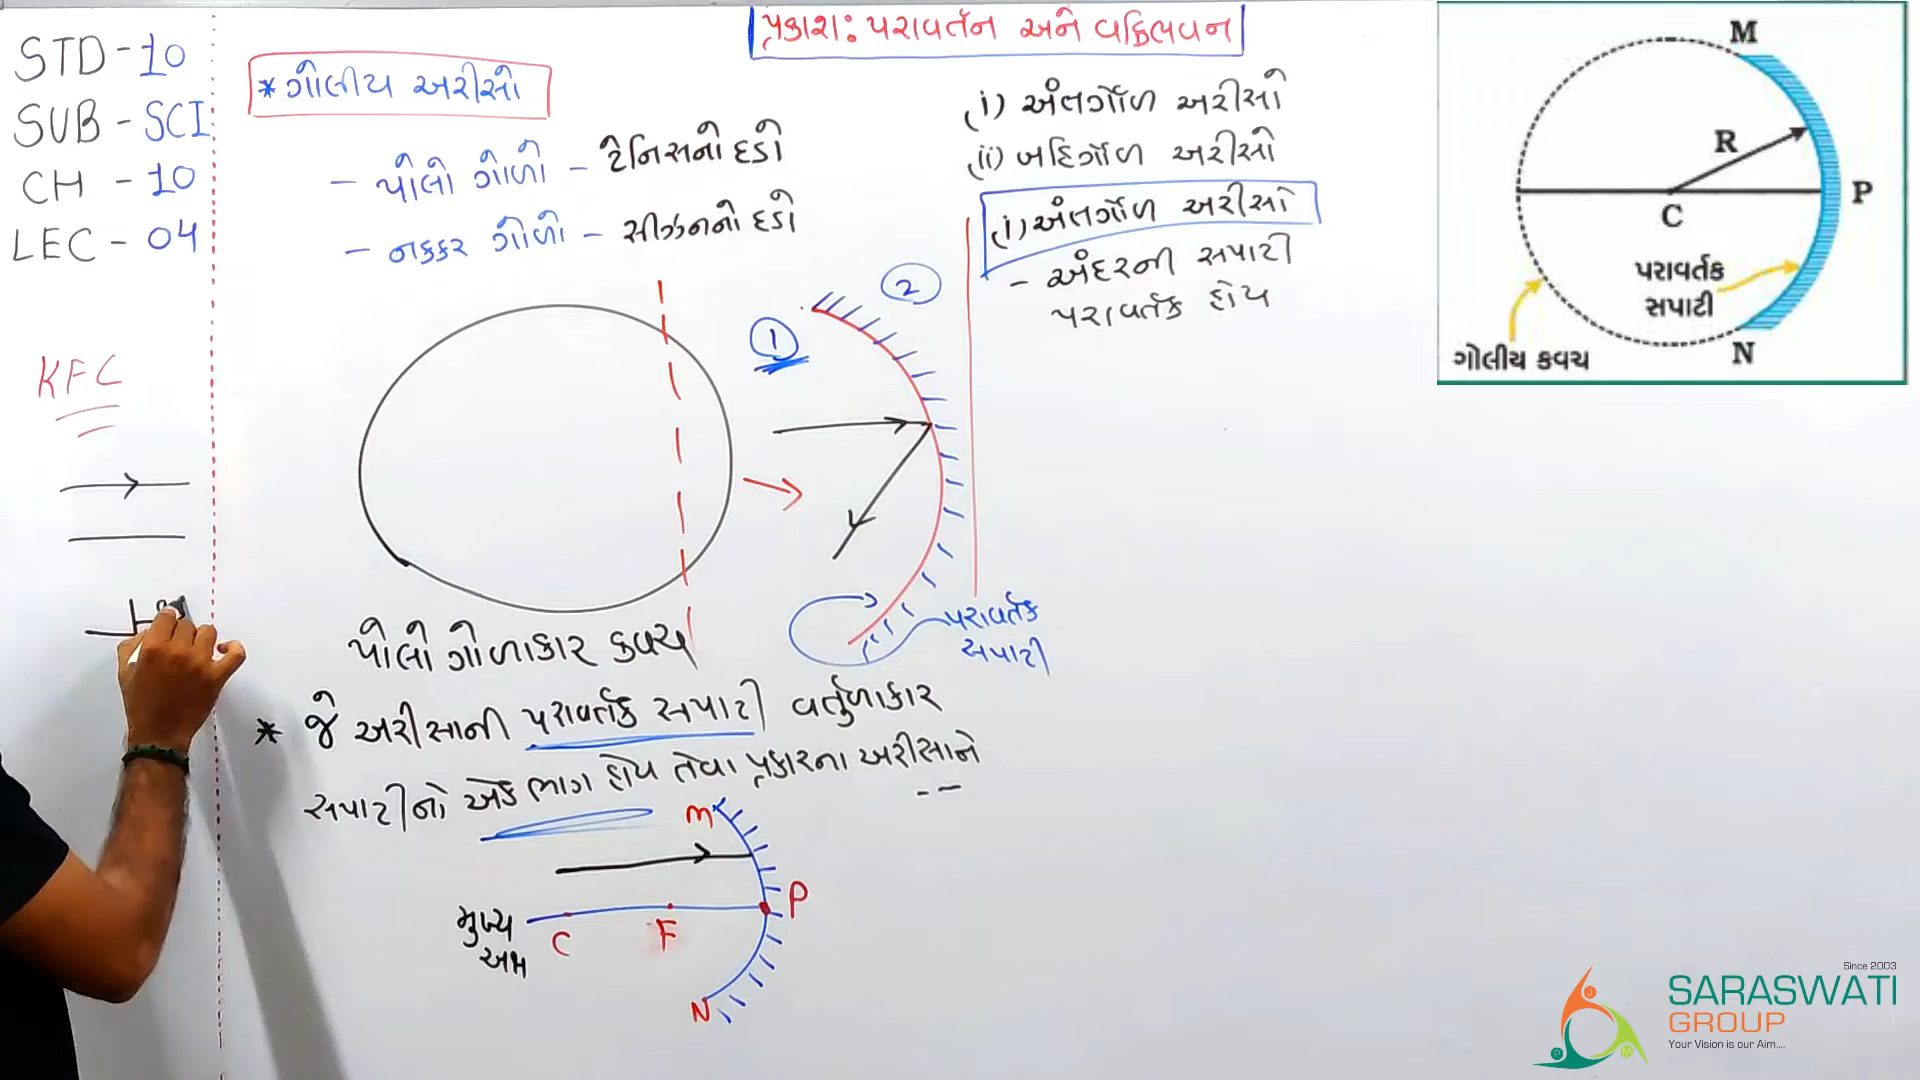 પ્રકાશ: પરાવર્તન અને વક્રિભવન
STD - 10
SUB - SCI
CH - 10
LEC - 04
* ગોલીય અરીસો
- પોલો ગોળો - ટેનિસનો દડો
- નક્કર ગોળો - સીઝનનો દડો
(i) અંતર્ગોળ અરીસો
(ii) બહિર્ગોળ અરીસો
(i) અંતર્ગોળ અરીસો
- અંદરની સપાટી
પરાવર્તક હોય
M
R
C
P
પરાવર્તક
સપાટી
N
ગોલીય કવચ
KFC
1
2
પરાવર્તક
સપાટી
પોલો ગોળાકાર કવચ
* જે અરીસાની પરાવર્તક સપાટી વર્તુળાકાર
સપાટીનો એક ભાગ હોય તેવા પ્રકારના અરીસાને --
M
P
મુખ્ય
અક્ષ
C
F
N
Since 2003
SARASWATI
GROUP
Your Vision is our Aim....
J
P
M